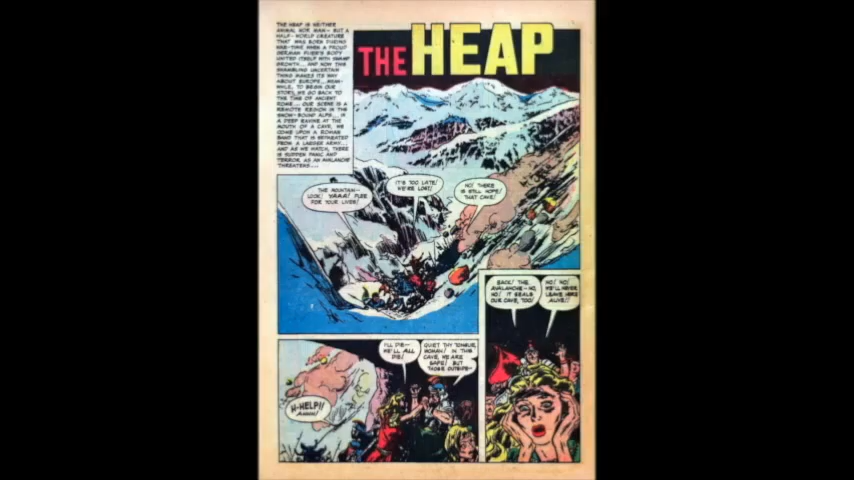 THE HEAP IS NEITHER
ANIMAL NOR MAN— BUT A
HALF-WORLD CREATURE
THAT WAS BORN DURING
WAR-TIME WHEN A PROUD
GERMAN FLIER'S BODY
UNITED ITSELF WITH SWAMP
GROWTH... AND NOW THIS
SHAMBLING UNCERTAIN
THING MAKES ITS WAY
ABOUT EUROPE... MEAN-
WHILE, TO BEGIN OUR
STORY, WE GO BACK TO
THE TIME OF ANCIENT
ROME... OUR SCENE IS A
REMOTE REGION IN THE
SNOW-BOUND ALPS... IN
A DEEP RAVINE AT THE
MOUTH OF A CAVE, WE
COME UPON A ROMAN
BAND THAT IS SEPARATED
FROM A LARGER ARMY...
AND AS WE WATCH, THERE
IS SUDDEN PANIC AND
TERROR, AS AN AVALANCHE
THREATENS....
THE HEAP
THE MOUNTAIN—
LOOK! YAAA! FLEE
FOR YOUR LIVES!
IT'S TOO LATE!
WE'RE LOST!
NO! THERE
IS STILL HOPE!
THAT CAVE!
H-HELP!!
AHHH!
I'LL DIE—
WE'LL ALL
DIE!
QUIET THY TONGUE,
WOMAN! IN THIS
CAVE, WE ARE
SAFE! BUT
THOSE OUTSIDE—
BACK! THE
AVALANCHE—NO,
NO! IT SEALS
OUR CAVE, TOO!
NO! NO!
WE'LL NEVER
LEAVE HERE
ALIVE!!